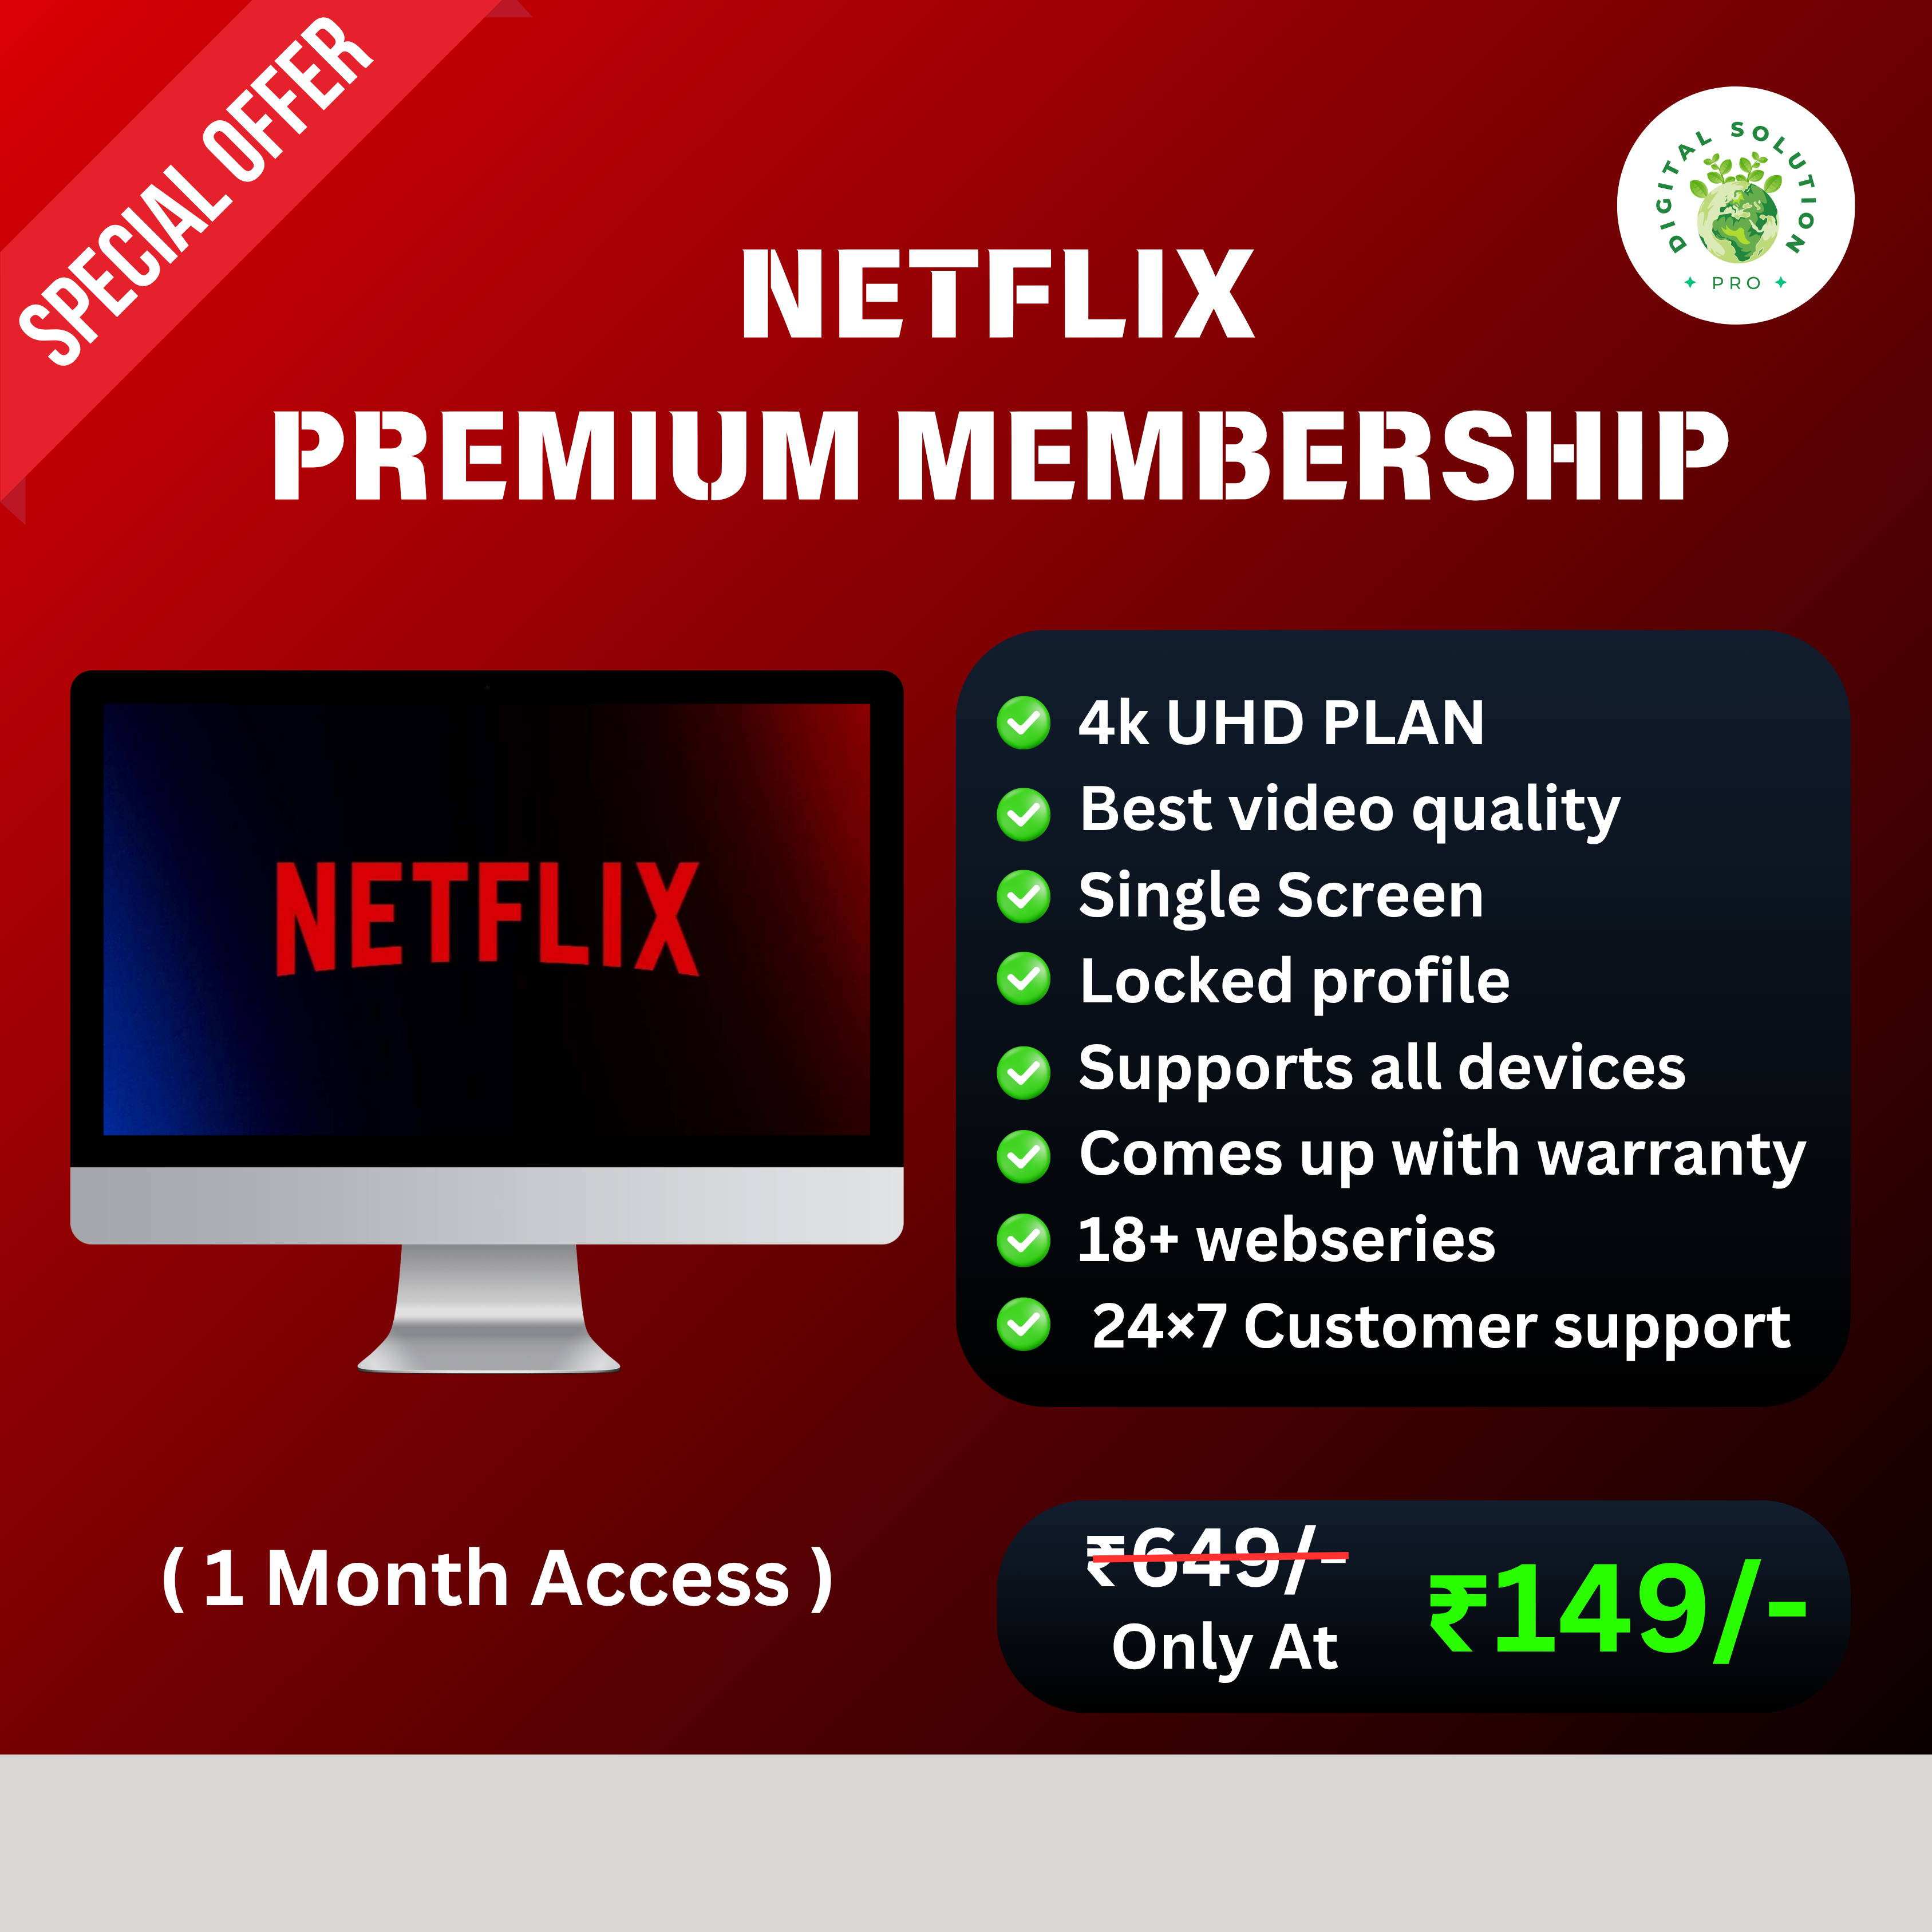 SPECIAL OFFER
DIGITAL SOLUTION
PRO
NETFLIX
PREMIUM MEMBERSHIP
NETFLIX
4k UHD PLAN
Best video quality
Single Screen
Locked profile
Supports all devices
Comes up with warranty
18+ webseries
24×7 Customer support
( 1 Month Access )
₹649/-
Only At
₹149/-